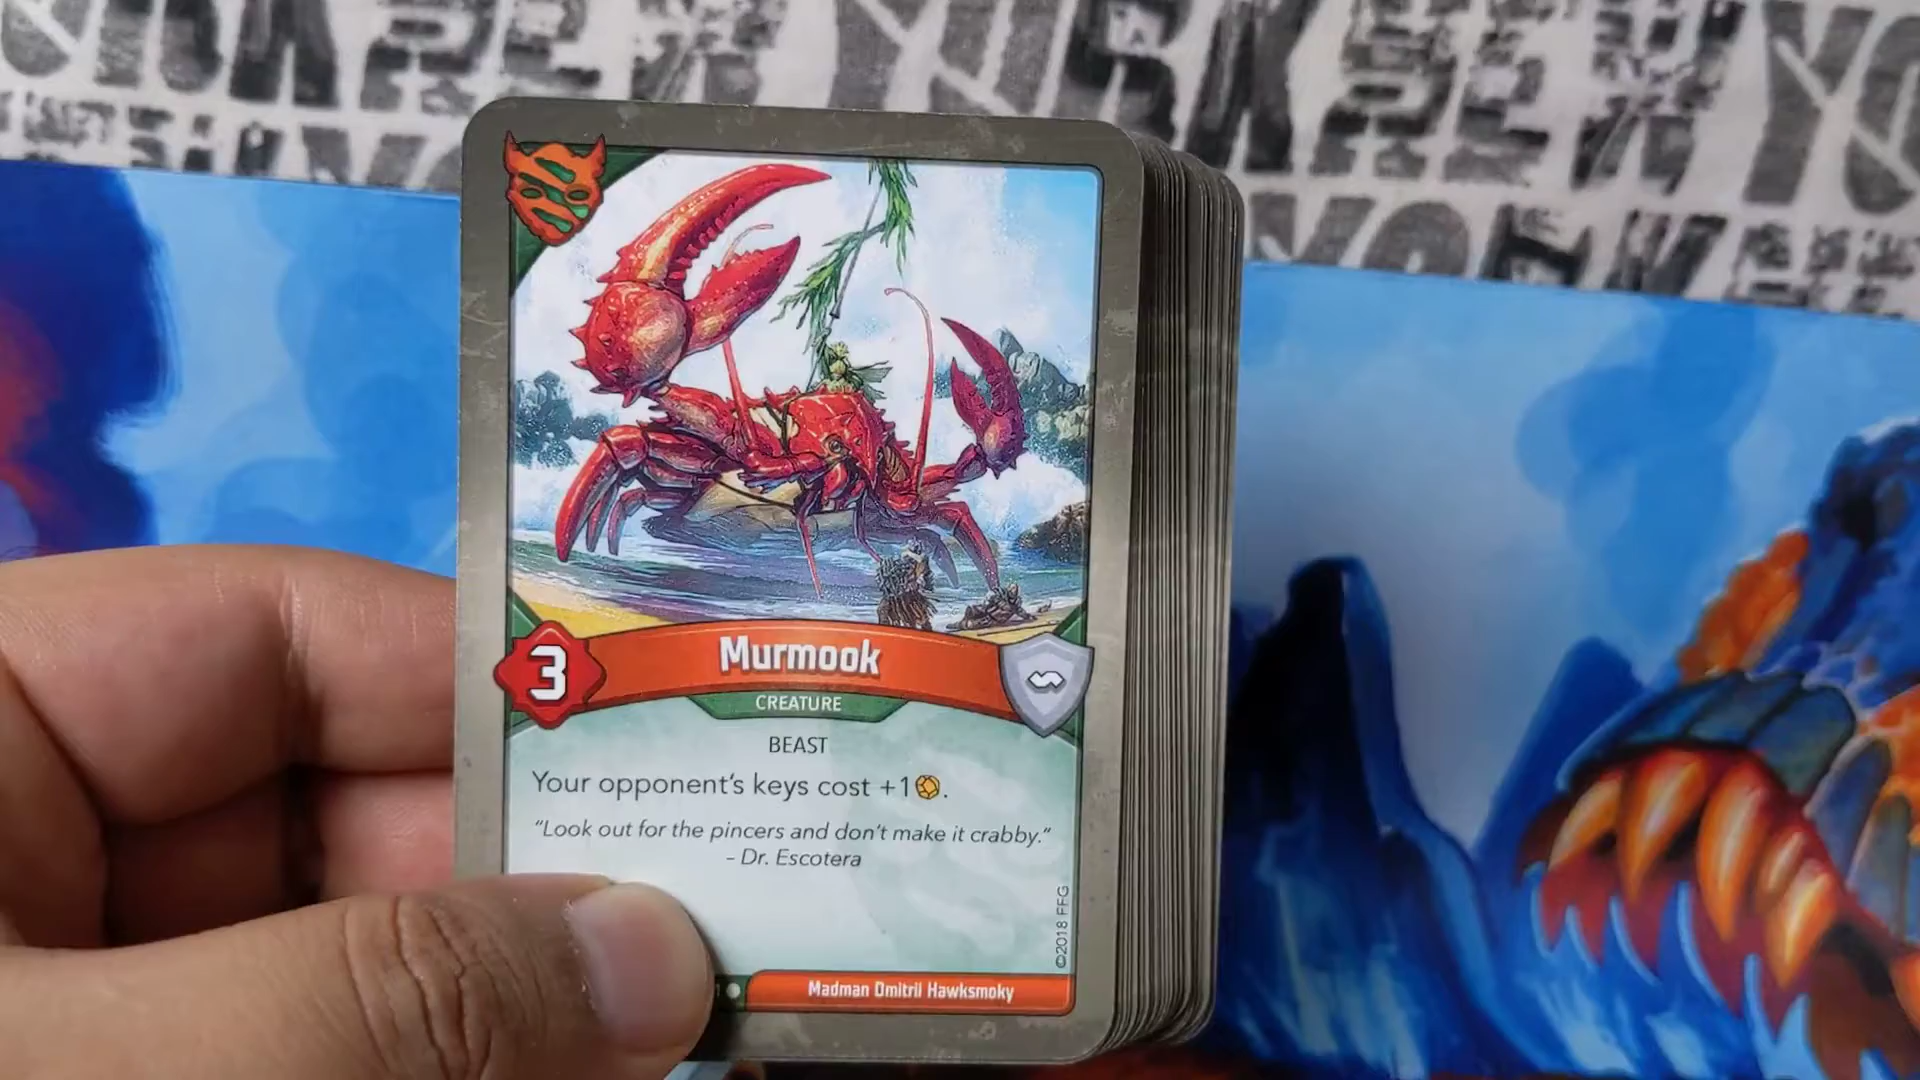 YORK
3
Murmook
CREATURE
BEAST
Your opponent's keys cost +1.
"Look out for the pincers and don't make it crabby."
– Dr. Escotera
©2018 FFG
Madman Dmitrii Hawksmoky